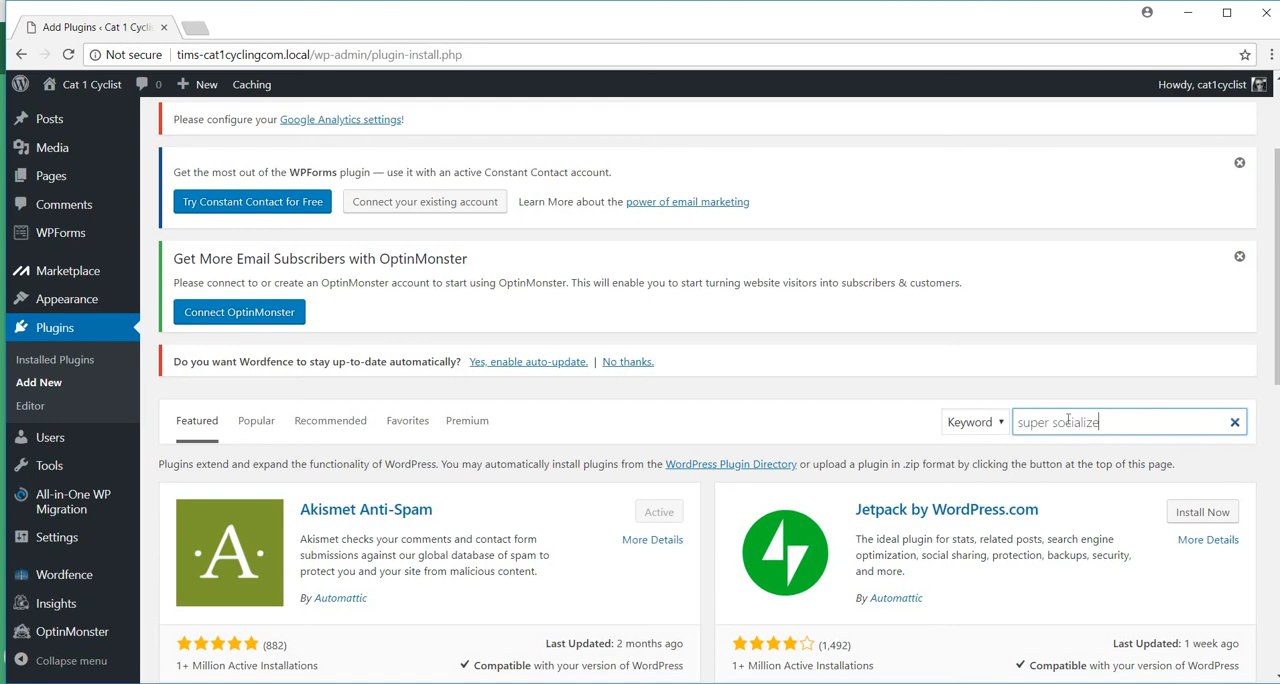 Add Plugins ‹ Cat 1 Cycli
Not secure tims-cat1cyclingcom.local/wp-admin/plugin-install.php
Cat 1 Cyclist 0 New Caching Howdy, cat1cyclist
Posts
Media
Pages
Comments
WPForms
Marketplace
Appearance
Plugins
Installed Plugins
Add New
Editor
Users
Tools
All-in-One WP
Migration
Settings
Wordfence
Insights
OptinMonster
Collapse menu
Please configure your Google Analytics settings!
Get the most out of the WPForms plugin — use it with an active Constant Contact account.
Try Constant Contact for Free Connect your existing account Learn More about the power of email marketing
Get More Email Subscribers with OptinMonster
Please connect to or create an OptinMonster account to start using OptinMonster. This will enable you to start turning website visitors into subscribers & customers.
Connect OptinMonster
Do you want Wordfence to stay up-to-date automatically? Yes, enable auto-update. | No thanks.
Featured Popular Recommended Favorites Premium Keyword super socialize
Plugins extend and expand the functionality of WordPress. You may automatically install plugins from the WordPress Plugin Directory or upload a plugin in .zip format by clicking the button at the top of this page.
Akismet Anti-Spam
Active
More Details
Akismet checks your comments and contact form
submissions against our global database of spam to
protect you and your site from malicious content.
By Automattic
(882)
Last Updated: 2 months ago
1+ Million Active Installations
Compatible with your version of WordPress
Jetpack by WordPress.com
Install Now
More Details
The ideal plugin for stats, related posts, search engine
optimization, social sharing, protection, backups, security,
and more.
By Automattic
(1,492)
Last Updated: 1 week ago
1+ Million Active Installations
Compatible with your version of WordPress